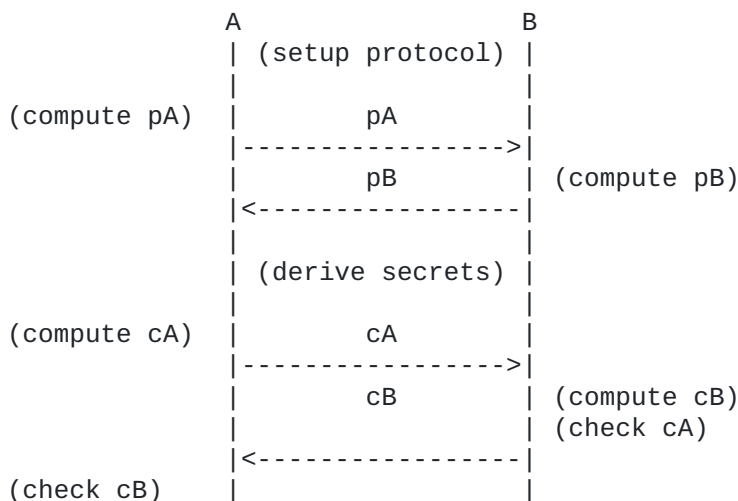 A B
| (setup protocol) |
| |
(compute pA) | pA |
|----------------->|
| pB | (compute pB)
|<-----------------|
| |
| (derive secrets) |
| |
(compute cA) | cA |
|----------------->|
| cB | (compute cB)
| | (check cA)
|<-----------------|
(check cB) | |